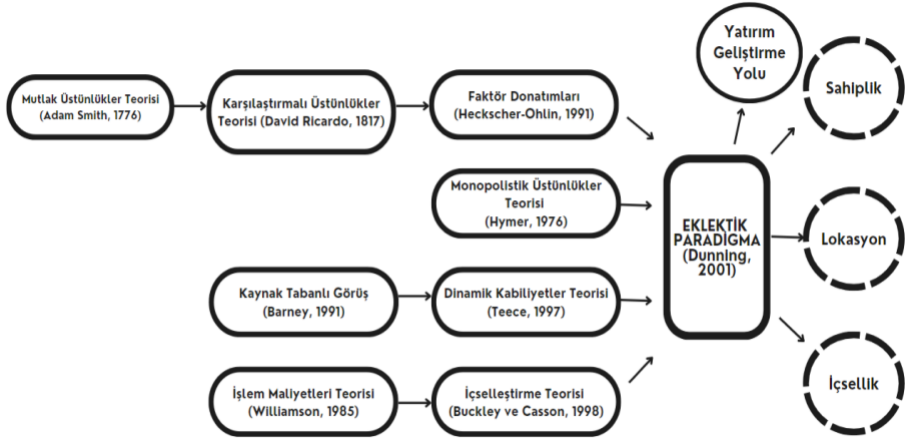 Mutlak Üstünlükler Teorisi
(Adam Smith, 1776)
Karşılaştırmalı Üstünlükler
Teorisi (David Ricardo, 1817)
Faktör Donatımları
(Heckscher-Ohlin, 1991)
Monopolistik Üstünlükler
Teorisi
(Hymer, 1976)
Kaynak Tabanlı Görüş
(Barney, 1991)
Dinamik Kabiliyetler Teorisi
(Teece, 1997)
İşlem Maliyetleri Teorisi
(Williamson, 1985)
İçselleştirme Teorisi
(Buckley ve Casson, 1998)
EKLEKTİK
PARADİGMA
(Dunning,
2001)
Yatırım
Geliştirme
Yolu
Sahiplik
Lokasyon
İçsellik